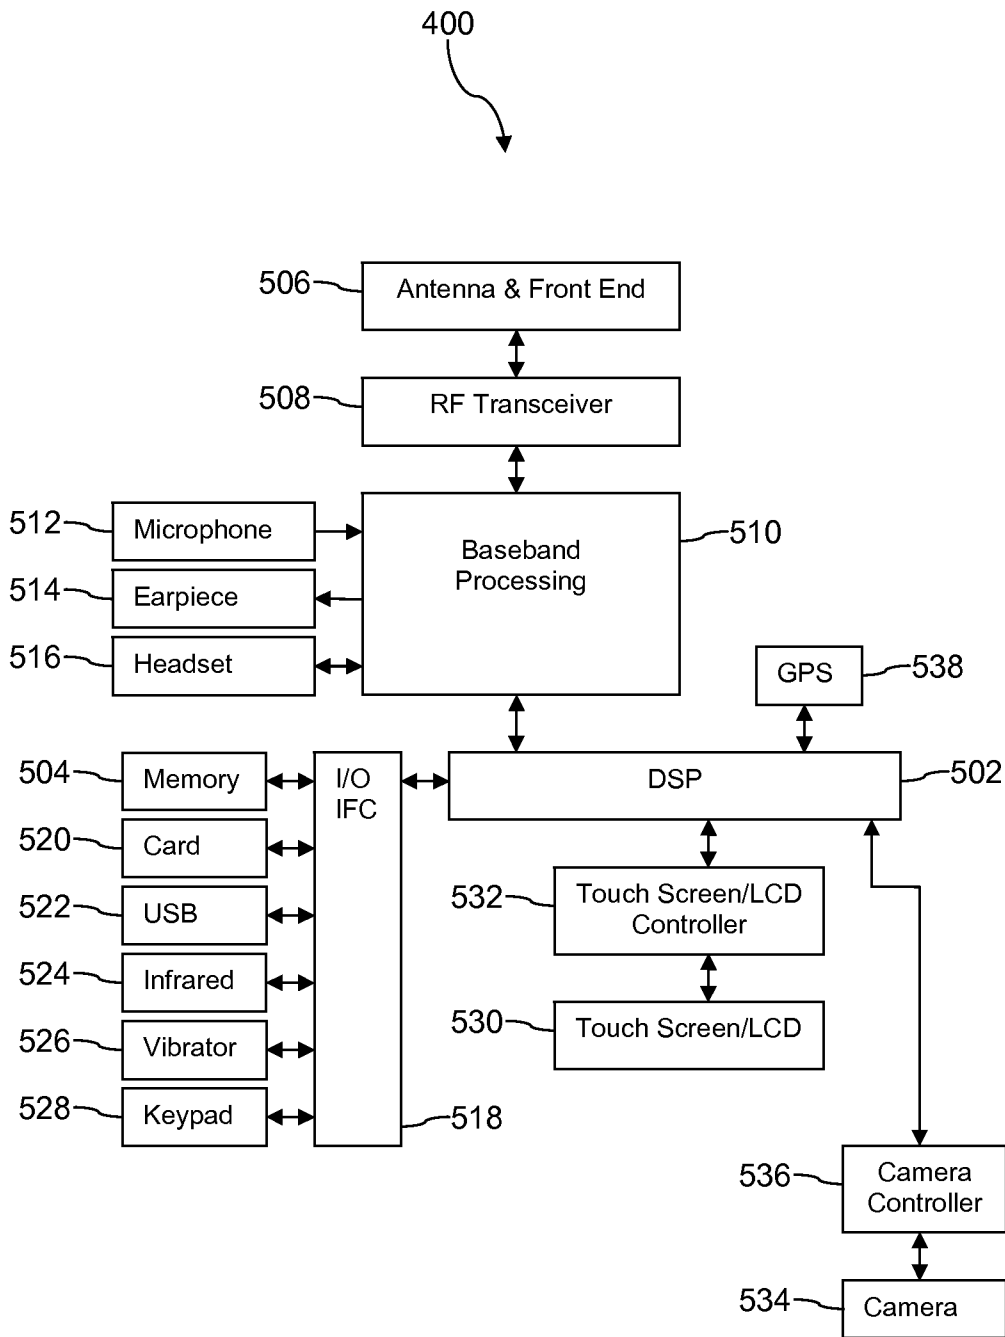 400
506
Antenna & Front End
508
RF Transceiver
512
Microphone
Baseband
Processing
510
514
Earpiece
516
Headset
GPS
538
504
Memory
I/O
IFC
DSP
502
520
Card
522
USB
532
Touch Screen/LCD
Controller
524
Infrared
530
Touch Screen/LCD
526
Vibrator
528
Keypad
518
536
Camera
Controller
534
Camera